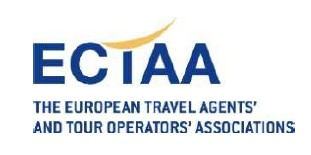 ECTAA
THE EUROPEAN TRAVEL AGENTS'
AND TOUR OPERATORS' ASSOCIATIONS